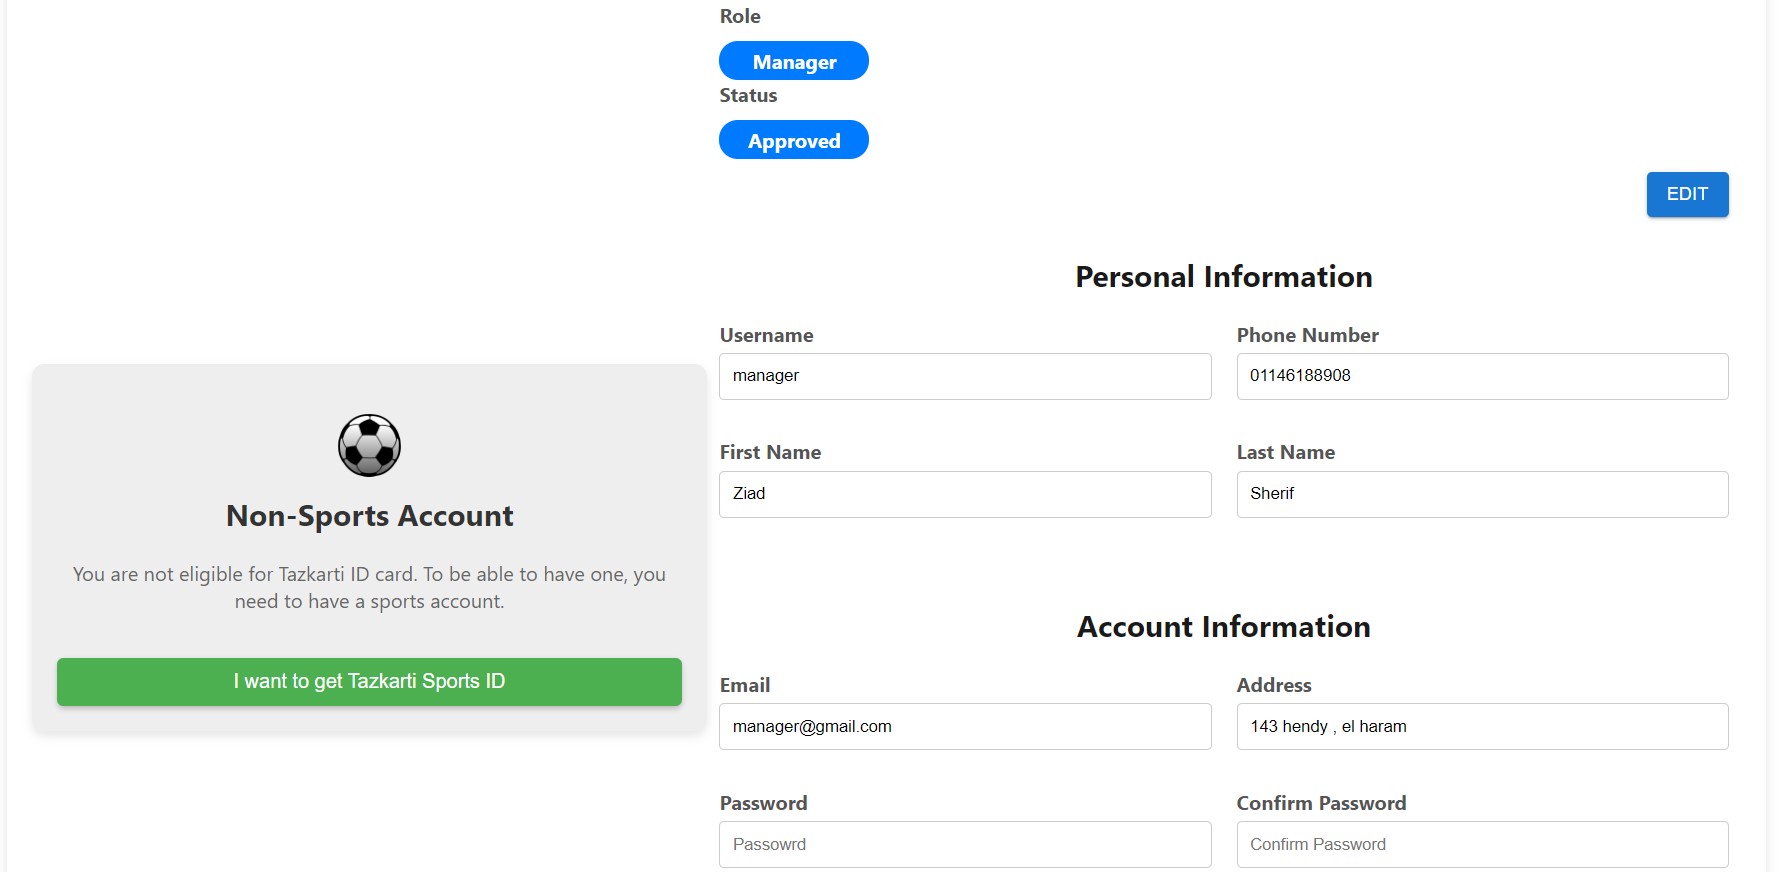 Role
Manager
Status
Approved
EDIT
Personal Information
Username
Phone Number
manager
01146188908
First Name
Last Name
Ziad
Sherif
Non-Sports Account
You are not eligible for Tazkarti ID card. To be able to have one, you
need to have a sports account.
I want to get Tazkarti Sports ID
Account Information
Email
Address
manager@gmail.com
143 hendy , el haram
Password
Confirm Password
Passowrd
Confirm Password